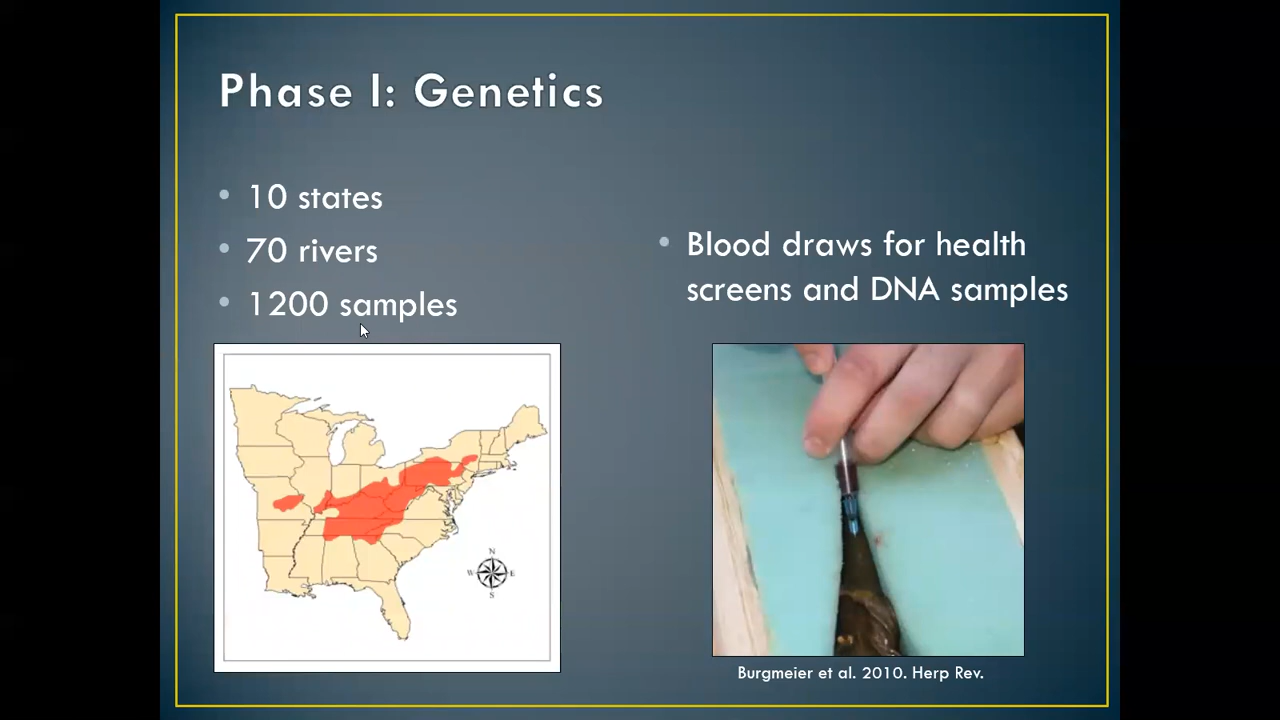 Phase I: Genetics
10 states
70 rivers
1200 samples
Blood draws for health
screens and DNA samples
N
W
E
S
Burgmeier et al. 2010. Herp Rev.